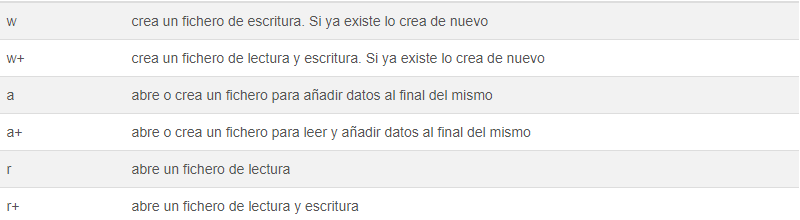 w crea un fichero de escritura. Si ya existe lo crea de nuevo
w+ crea un fichero de lectura y escritura. Si ya existe lo crea de nuevo
a abre o crea un fichero para añadir datos al final del mismo
a+ abre o crea un fichero para leer y añadir datos al final del mismo
r abre un fichero de lectura
r+ abre un fichero de lectura y escritura